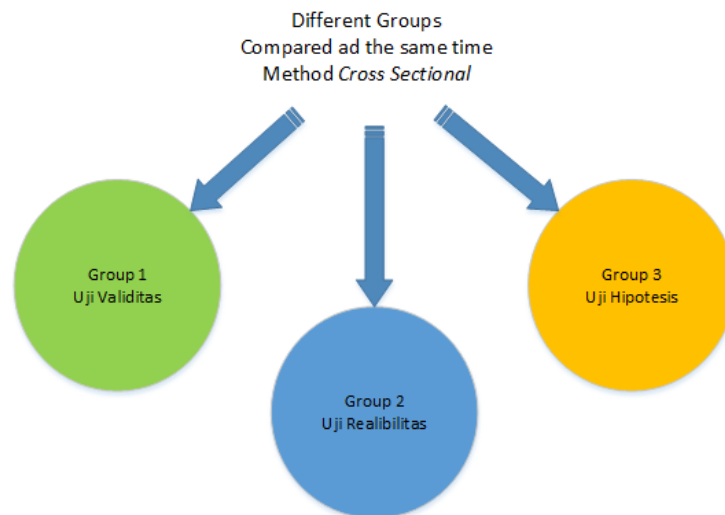 Different Groups
Compared ad the same time
Method Cross Sectional
Group 1
Uji Validitas
Group 3
Uji Hipotesis
Group 2
Uji Realibilitas